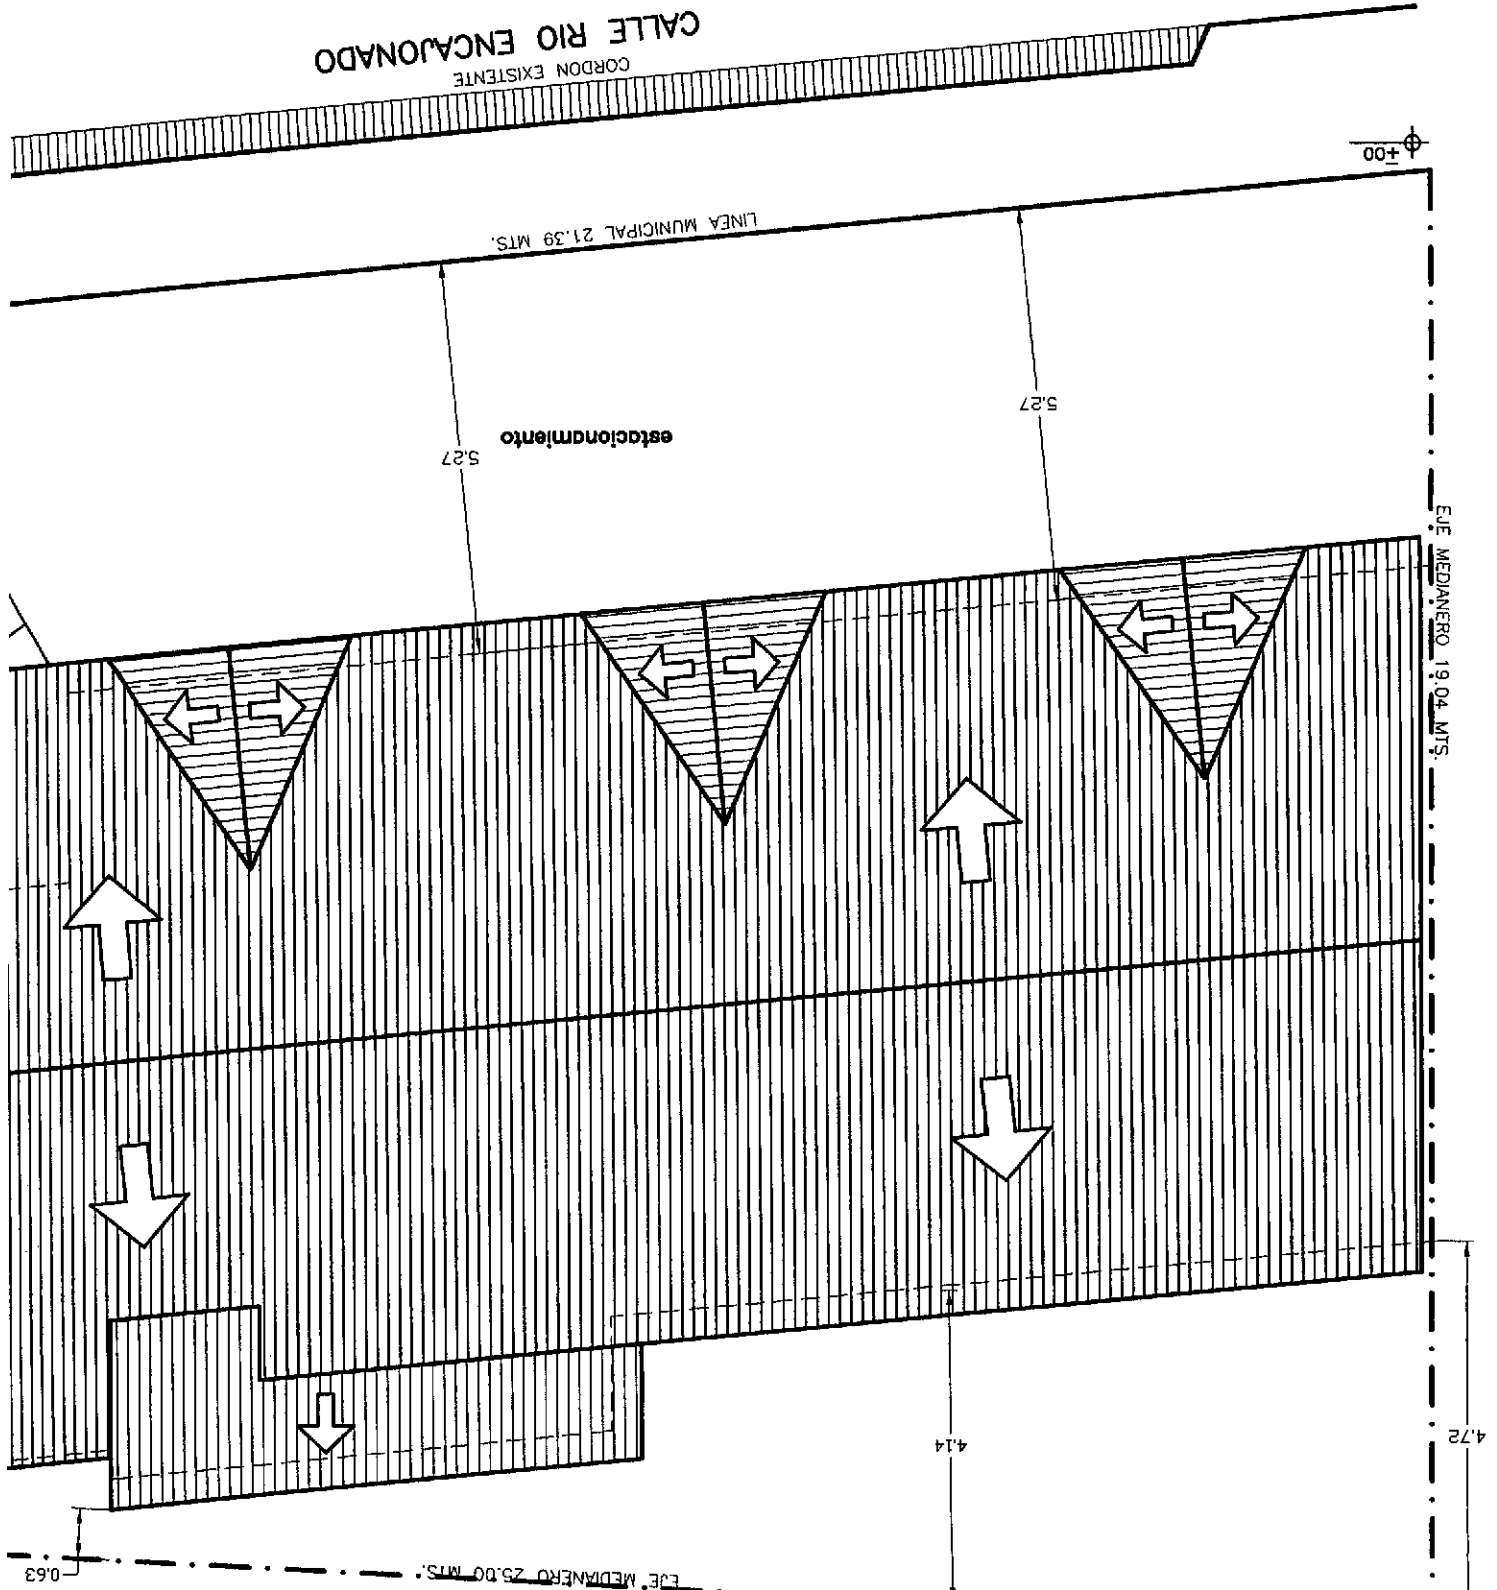 EJE MEDIANERO 25.00 MTS.
0.63
4.72
4.14
EJE MEDIANERO 19.04 MTS.
5.27
estacionamiento
5.27
LINEA MUNICIPAL 21.39 MTS.
+00
CORDON EXISTENTE
CALLE RIO ENCAJONADO